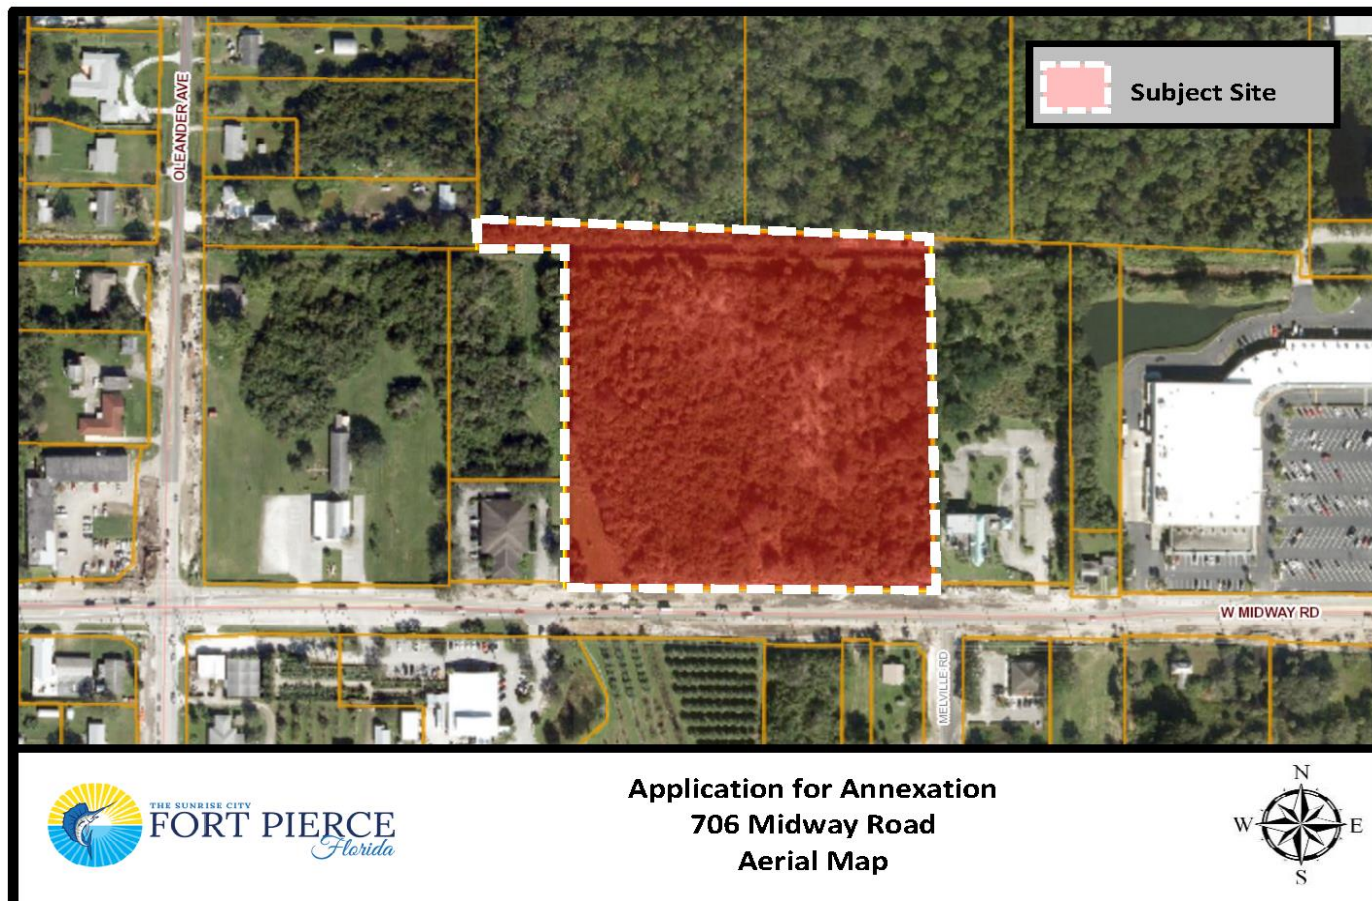 Subject Site
OLEANDER AVE
W MIDWAY RD
MELVILLE RD
THE SUNRISE CITY
FORT PIERCE
Florida
Application for Annexation
706 Midway Road
Aerial Map
N
W E
S